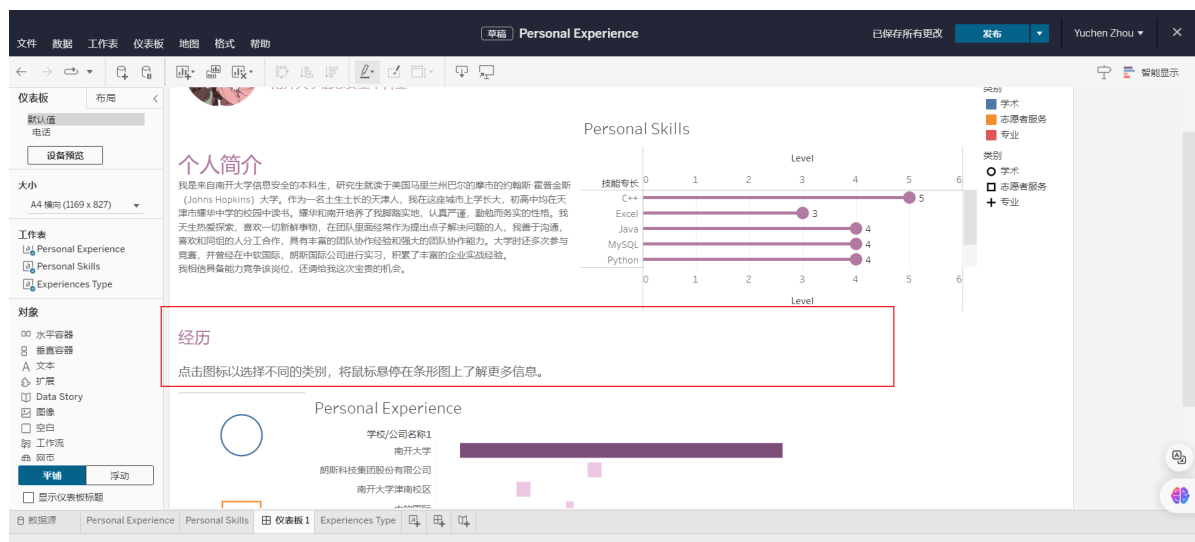 草稿 Personal Experience
已保存所有更改
发布
Yuchen Zhou
文件 数据 工作表 仪表板 地图 格式 帮助
智能显示
仪表板 布局
默认值
电话
设备预览
大小
A4 横向 (1169 x 827)
工作表
Personal Experience
Personal Skills
Experiences Type
对象
水平容器
垂直容器
文本
扩展
Data Story
图像
空白
工作流
网页
平铺 浮动
显示仪表板标题
个人简介
我是来自南开大学信息安全的本科生，研究生就读于美国马里兰州巴尔的摩市的约翰斯·霍普金斯
（Johns Hopkins）大学。作为一名土生土长的天津人，我在这座城市上学长大，初高中均在天
津市耀华中学的校园中读书。耀华和南开培养了我脚踏实地，认真严谨，勤勉而务实的性格。我
天生热爱探索，喜欢一切新鲜事物，在团队里面经常作为提出点子解决问题的人，我善于沟通，
喜欢和同组的人分工合作，具有丰富的团队协作经验和强大的团队协作能力。大学时还多次参与
竞赛，并曾经在中软国际，朗斯国际公司进行实习，积累了丰富的企业实战经验。
我相信具备能力竞争该岗位，还请给我这次宝贵的机会。
Personal Skills
Level
技能专长 0 1 2 3 4 5 6
C++ 5
Excel 3
Java 4
MySQL 4
Python 4
0 1 2 3 4 5 6
Level
类别
学术
志愿者服务
专业
类别
学术
志愿者服务
专业
经历
点击图标以选择不同的类别，将鼠标悬停在条形图上了解更多信息。
Personal Experience
学校/公司名称1
南开大学
朗斯科技集团股份有限公司
南开大学津南校区
中软国际
数据源 Personal Experience Personal Skills 仪表板 1 Experiences Type